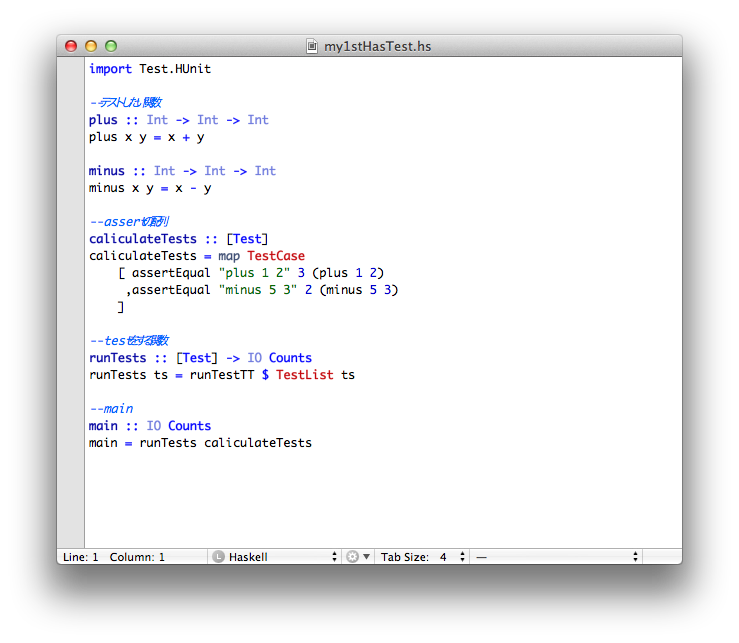 my1stHasTest.hs
import Test.HUnit
--テストしたい関数
plus :: Int -> Int -> Int
plus x y = x + y
minus :: Int -> Int -> Int
minus x y = x - y
--assertの配列
caliculateTests :: [Test]
caliculateTests = map TestCase
[ assertEqual "plus 1 2" 3 (plus 1 2)
,assertEqual "minus 5 3" 2 (minus 5 3)
]
--testを実行する関数
runTests :: [Test] -> IO Counts
runTests ts = runTestTT $ TestList ts
--main
main :: IO Counts
main = runTests caliculateTests
Line: 1 Column: 1 L Haskell Tab Size: 4 —